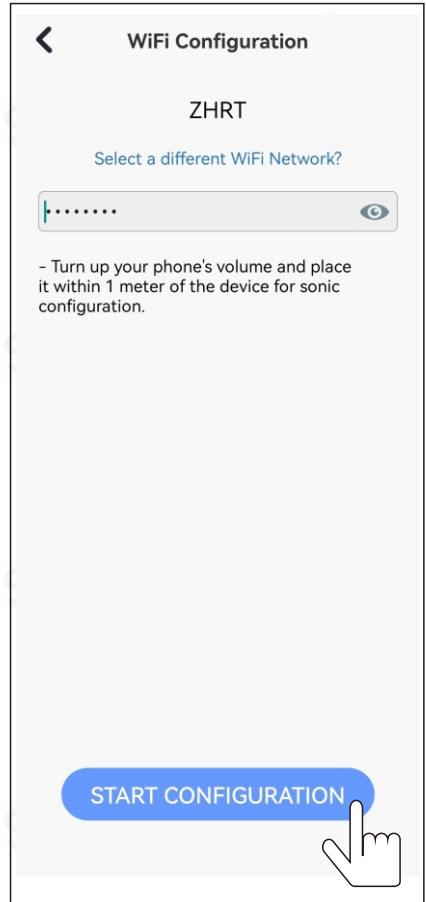 WiFi Configuration
ZHRT
Select a different WiFi Network?
••••••••
– Turn up your phone's volume and place
it within 1 meter of the device for sonic
configuration.
START CONFIGURATION